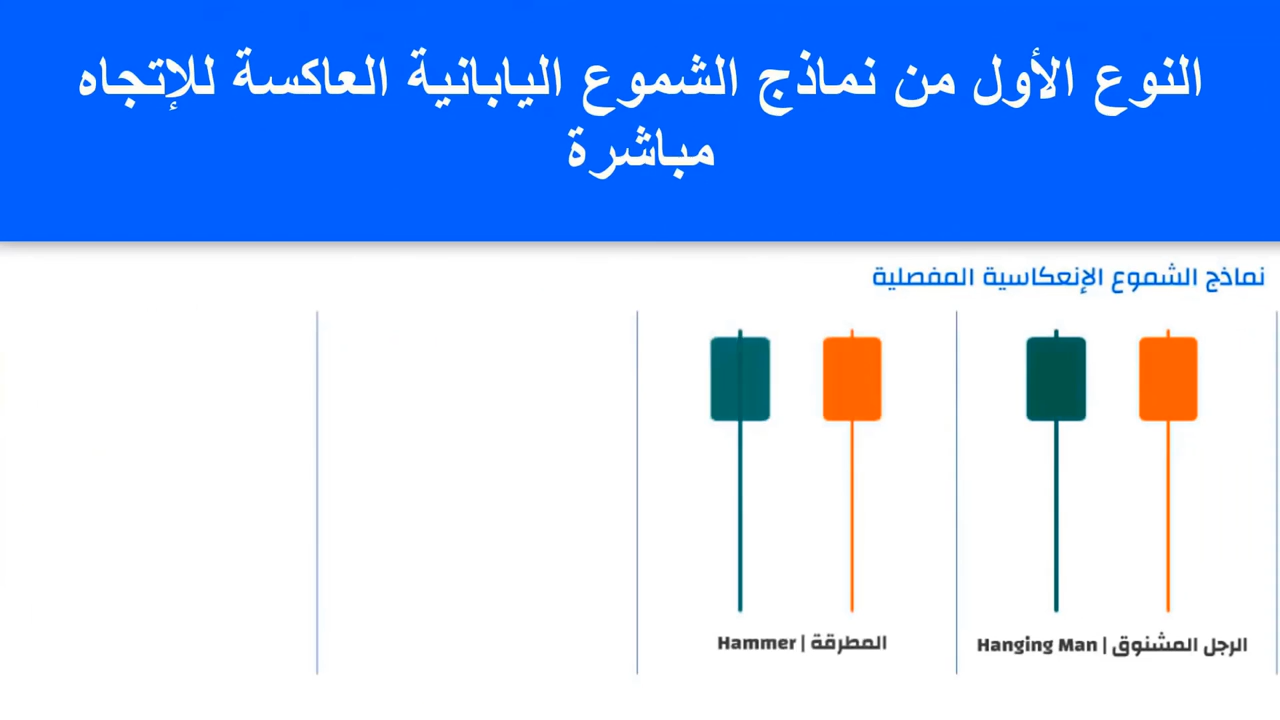 النوع الأول من نماذج الشموع اليابانية العاكسة للإتجاه
مباشرة
نماذج الشموع الإنعكاسية المفصلية
الرجل المشنوق | Hanging Man
المطرقة | Hammer